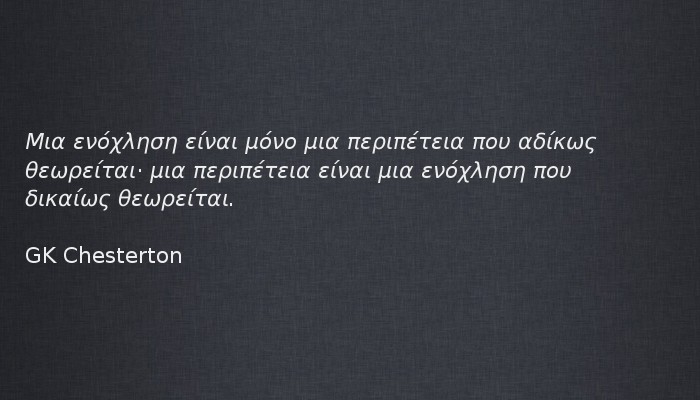 Μια ενόχληση είναι μόνο μια περιπέτεια που αδίκως
θεωρείται· μια περιπέτεια είναι μια ενόχληση που
δικαίως θεωρείται.
GK Chesterton